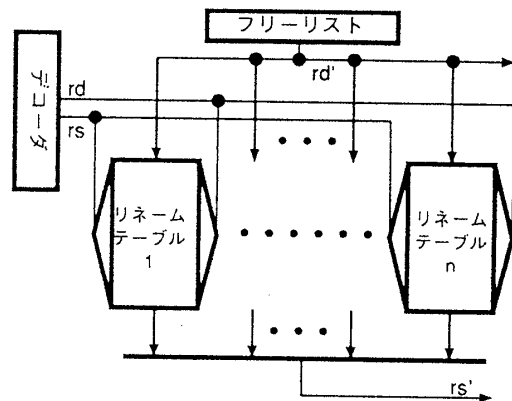 フリーリスト
rd'
デコーダ
rd
rs
リネーム
テーブル
1
リネーム
テーブル
n
rs'